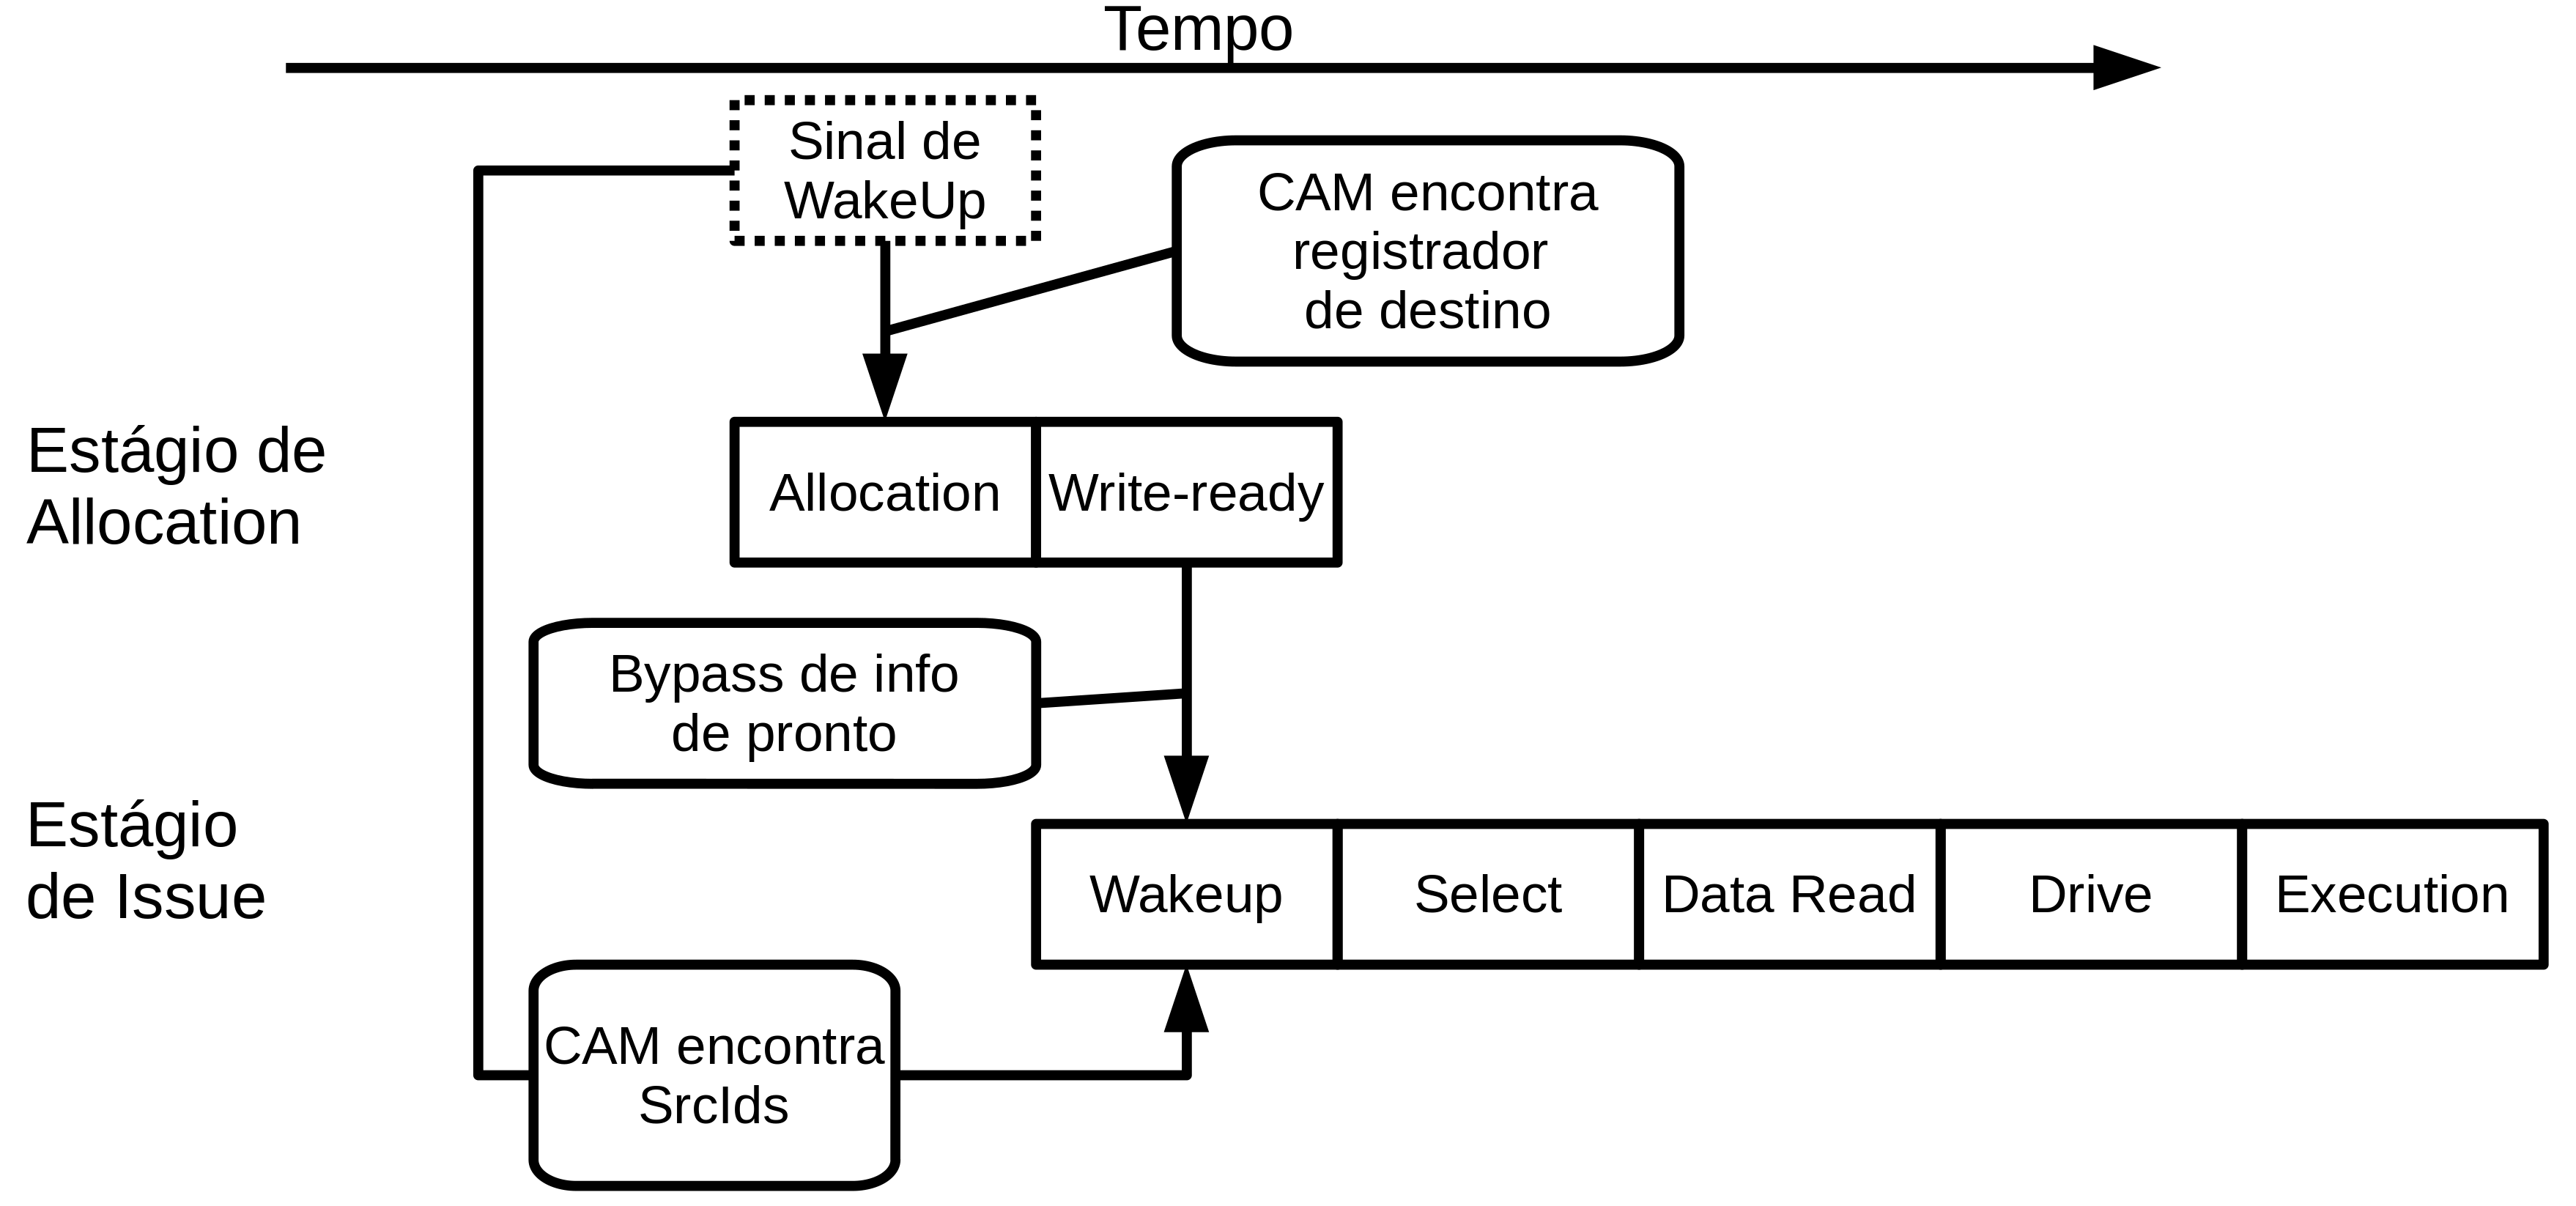 Tempo
Sinal de
WakeUp
CAM encontra
registrador
de destino
Estágio de
Allocation
Allocation
Write-ready
Bypass de info
de pronto
Estágio
de Issue
Wakeup
Select
Data Read
Drive
Execution
CAM encontra
SrcIds